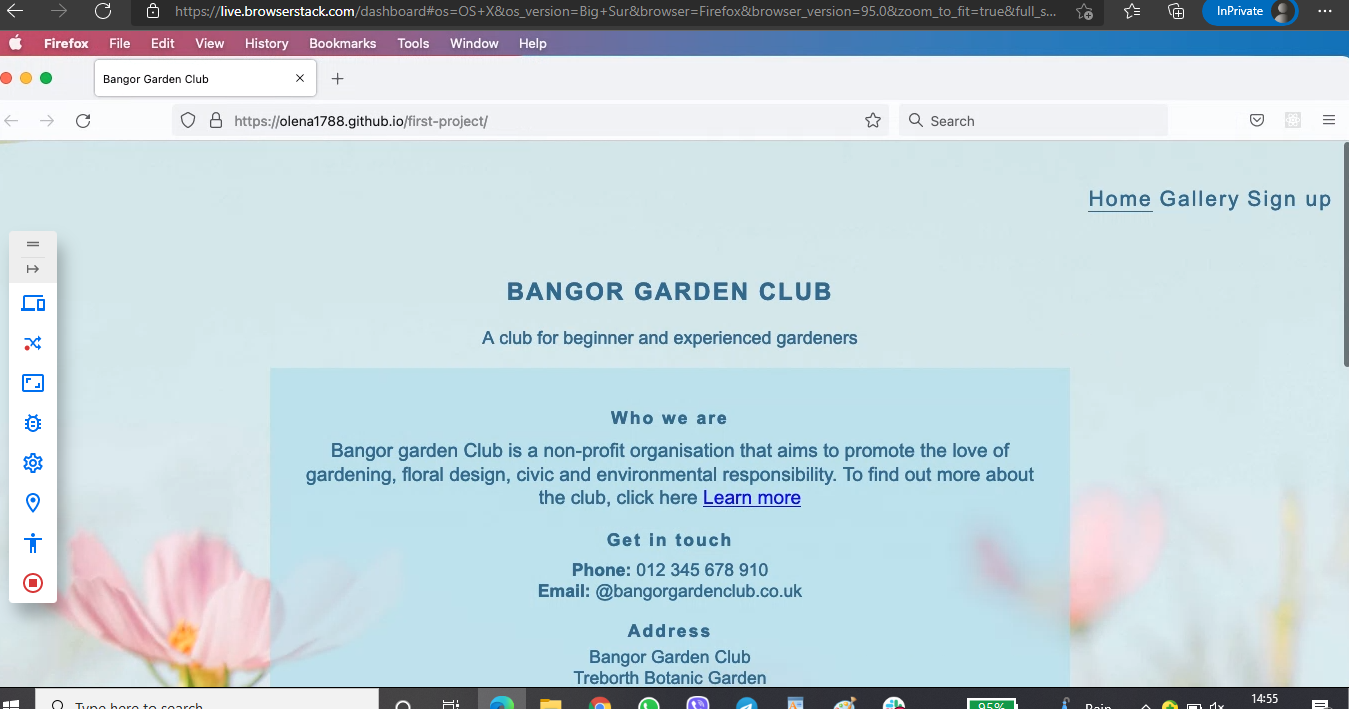 https://live.browserstack.com/dashboard#os=OS+X&os_version=Big+Sur&browser=Firefox&browser_version=95.0&zoom_to_fit=true&full_s...
InPrivate
Firefox File Edit View History Bookmarks Tools Window Help
Bangor Garden Club
https://olena1788.github.io/first-project/
Search
Home Gallery Sign up
BANGOR GARDEN CLUB
A club for beginner and experienced gardeners
Who we are
Bangor garden Club is a non-profit organisation that aims to promote the love of
gardening, floral design, civic and environmental responsibility. To find out more about
the club, click here Learn more
Get in touch
Phone: 012 345 678 910
Email: @bangorgardenclub.co.uk
Address
Bangor Garden Club
Treborth Botanic Garden
Type here to search
95%
Rain
14:55